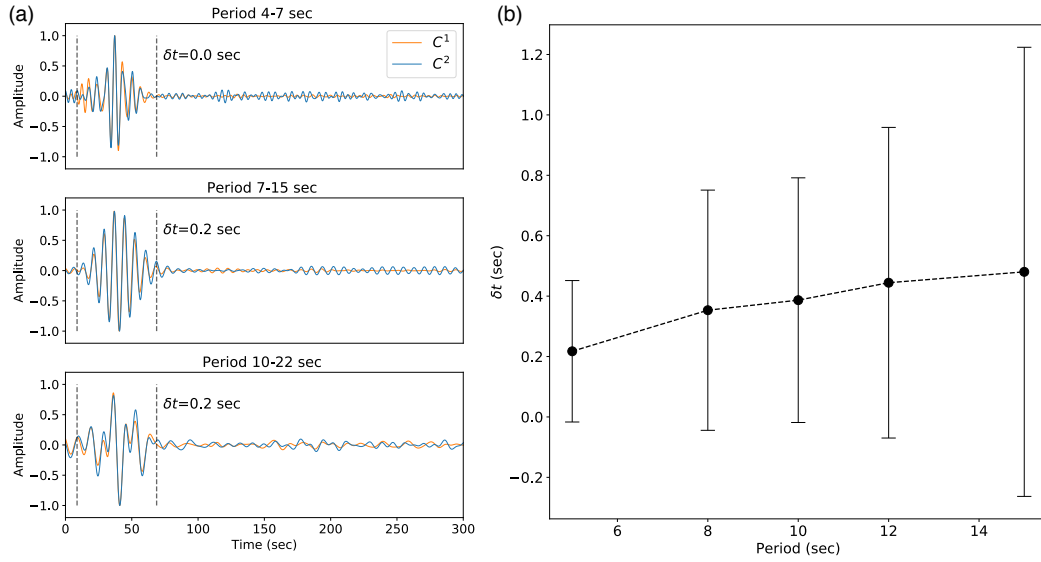 (a)
Period 4-7 sec
1.0
0.5
0.0
−0.5
−1.0
Amplitude
δt=0.0 sec
C¹
C²
Period 7-15 sec
1.0
0.5
0.0
−0.5
−1.0
Amplitude
δt=0.2 sec
Period 10-22 sec
1.0
0.5
0.0
−0.5
−1.0
Amplitude
δt=0.2 sec
0 50 100 150 200 250 300
Time (sec)
(b)
1.2
1.0
0.8
0.6
0.4
0.2
0.0
−0.2
δt (sec)
6 8 10 12 14
Period (sec)